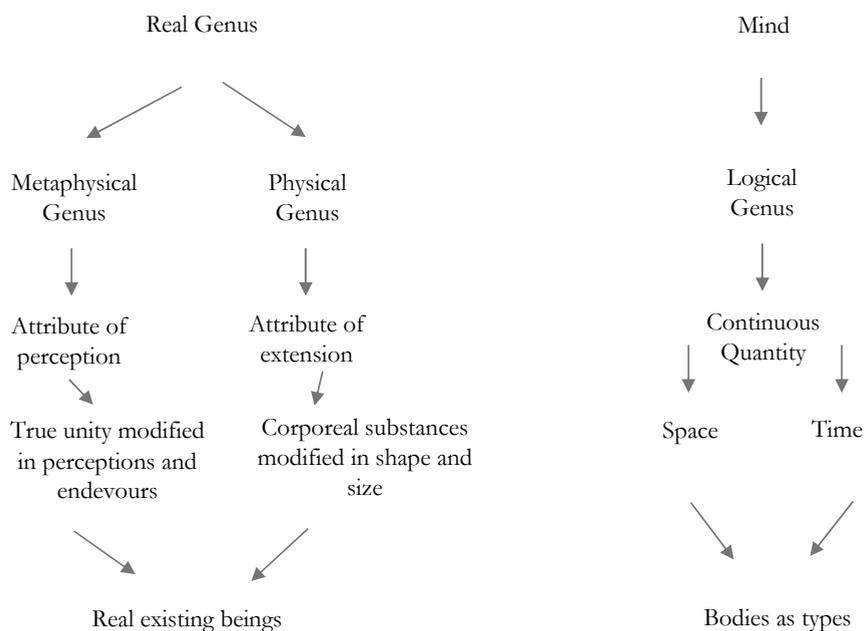 Real Genus
Mind
Metaphysical
Genus
Physical
Genus
Logical
Genus
Attribute of
perception
Attribute of
extension
Continuous
Quantity
True unity modified
in perceptions and
endevours
Corporeal substances
modified in shape and
size
Space
Time
Real existing beings
Bodies as types